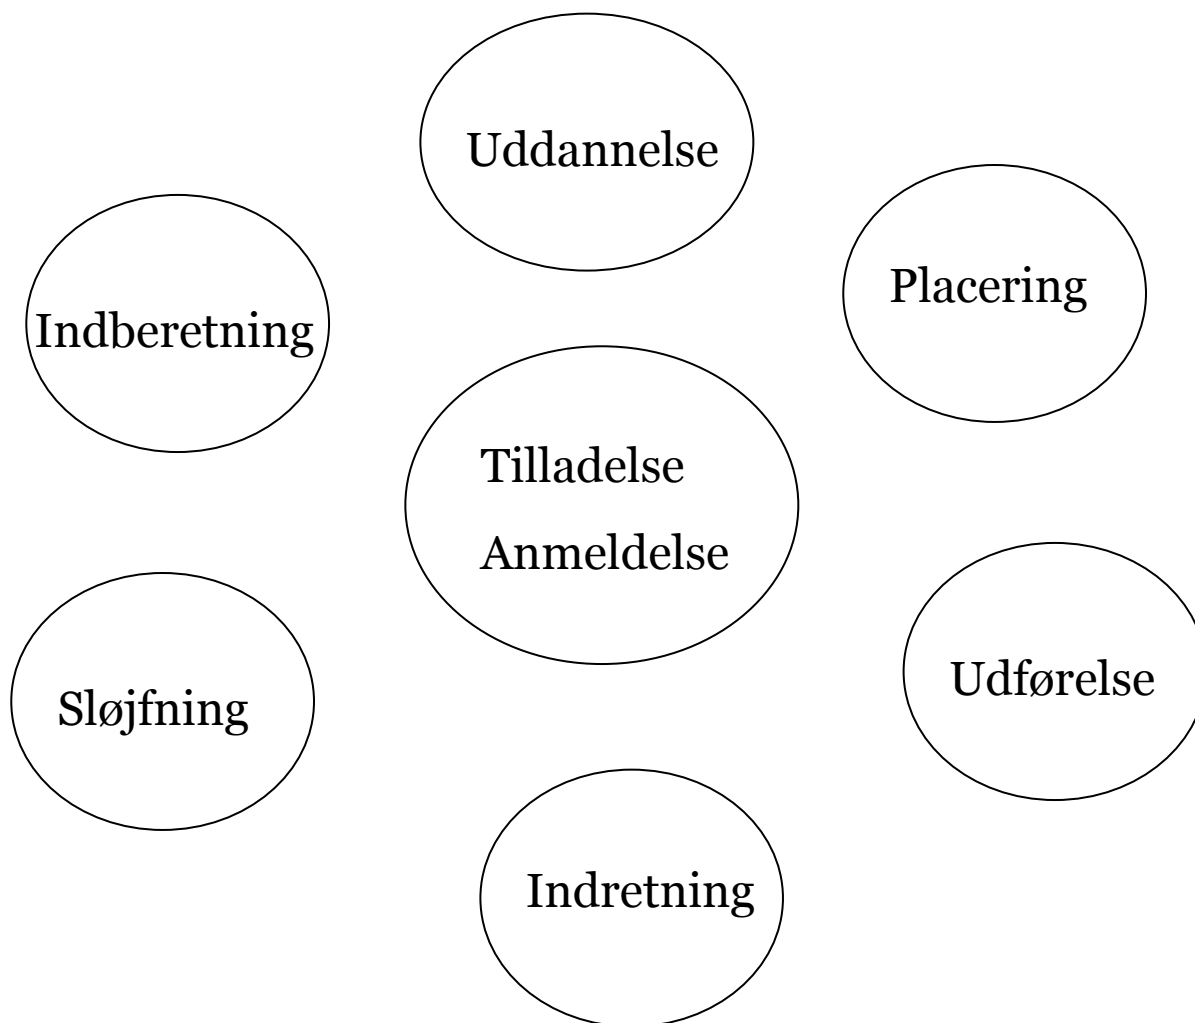 Uddannelse
Placering
Indberetning
Tilladelse
Anmeldelse
Udførelse
Sløjfning
Indretning